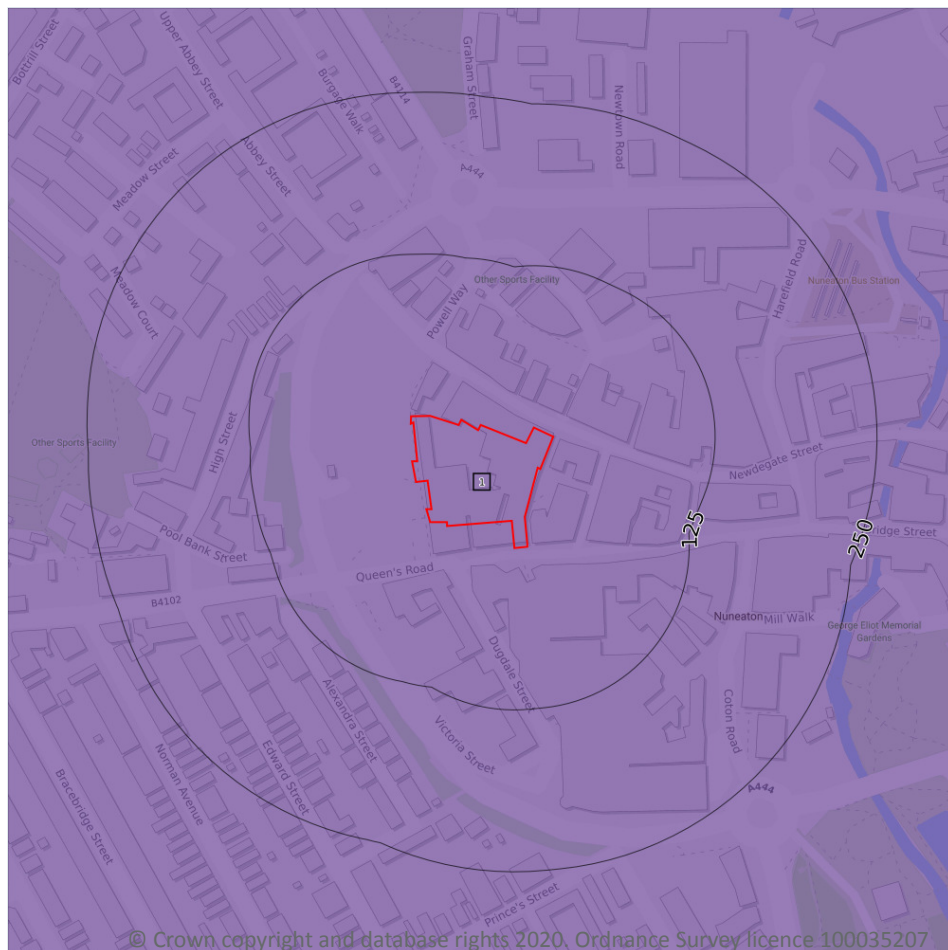 Bottrill Street
Upper Abbey Street
Burgage Walk
B4114
Graham Street
Newtown Road
Abbey Street
Meadow Street
A444
Meadow Court
Powell Way
Other Sports Facility
Harefield Road
Nuneaton Bus Station
Other Sports Facility
High Street
1
Newdegate Street
125
250
Pool Bank Street
ridge Street
Queen's Road
B4102
Nuneaton
Mill Walk
George Eliot Memorial
Gardens
Dugdale Street
Alexandra Street
Coton Road
Victoria Street
Norman Avenue
Edward Street
Bracebridge Street
A444
Prince's Street
© Crown copyright and database rights 2020. Ordnance Survey licence 100035207